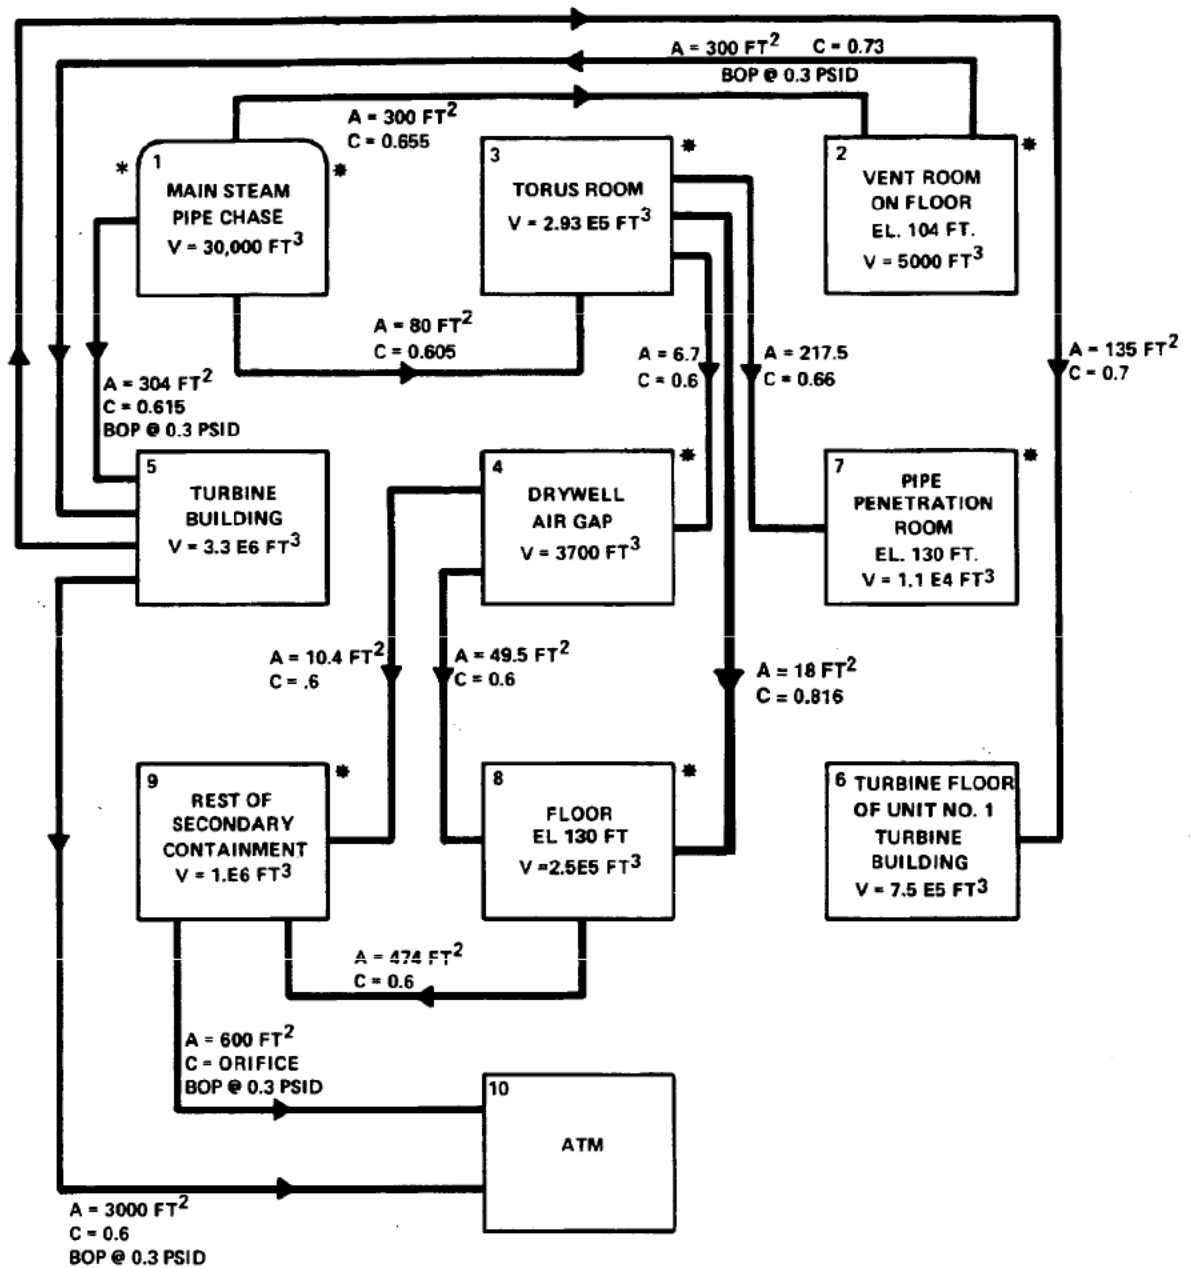 A = 300 FT² C = 0.73
BOP @ 0.3 PSID
A = 300 FT²
C = 0.655
* 1 *
MAIN STEAM
PIPE CHASE
V = 30,000 FT³
3 *
TORUS ROOM
V = 2.93 E5 FT³
2 *
VENT ROOM
ON FLOOR
EL. 104 FT.
V = 5000 FT³
A = 80 FT²
C = 0.605
A = 6.7
C = 0.6
A = 217.5
C = 0.66
A = 135 FT²
C = 0.7
A = 304 FT²
C = 0.615
BOP @ 0.3 PSID
5
TURBINE
BUILDING
V = 3.3 E6 FT³
4 *
DRYWELL
AIR GAP
V = 3700 FT³
7 *
PIPE
PENETRATION
ROOM
EL. 130 FT.
V = 1.1 E4 FT³
A = 10.4 FT²
C = .6
A = 49.5 FT²
C = 0.6
A = 18 FT²
C = 0.816
9 *
REST OF
SECONDARY
CONTAINMENT
V = 1.E6 FT³
8 *
FLOOR
EL 130 FT
V =2.5E5 FT³
6 TURBINE FLOOR
OF UNIT NO. 1
TURBINE
BUILDING
V = 7.5 E5 FT³
A = 474 FT²
C = 0.6
A = 600 FT²
C = ORIFICE
BOP @ 0.3 PSID
10
ATM
A = 3000 FT²
C = 0.6
BOP @ 0.3 PSID